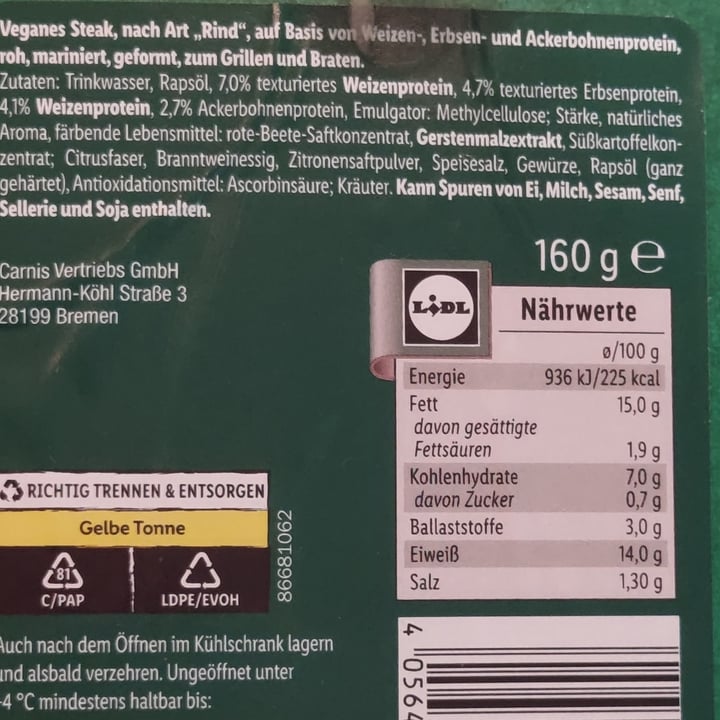 Veganes Steak, nach Art „Rind“, auf Basis von Weizen-, Erbsen- und Ackerbohnenprotein,
roh, mariniert, geformt, zum Grillen und Braten.
Zutaten: Trinkwasser, Rapsöl, 7,0% texturiertes Weizenprotein, 4,7% texturiertes Erbsenprotein,
4,1% Weizenprotein, 2,7% Ackerbohnenprotein, Emulgator: Methylcellulose; Stärke, natürliches
Aroma, färbende Lebensmittel: rote-Beete-Saftkonzentrat, Gerstenmalzextrakt, Süßkartoffelkon-
zentrat; Citrusfaser, Branntweinessig, Zitronensaftpulver, Speisesalz, Gewürze, Rapsöl (ganz
gehärtet), Antioxidationsmittel: Ascorbinsäure; Kräuter. Kann Spuren von Ei, Milch, Sesam, Senf,
Sellerie und Soja enthalten.
160 g e
Carnis Vertriebs GmbH
Hermann-Köhl Straße 3
28199 Bremen
LIDL
Nährwerte
ø/100 g
Energie 936 kJ/225 kcal
Fett 15,0 g
davon gesättigte
Fettsäuren 1,9 g
Kohlenhydrate 7,0 g
davon Zucker 0,7 g
Ballaststoffe 3,0 g
Eiweiß 14,0 g
Salz 1,30 g
RICHTIG TRENNEN & ENTSORGEN
Gelbe Tonne
81
C/PAP
LDPE/EVOH
86681062
Auch nach dem Öffnen im Kühlschrank lagern
und alsbald verzehren. Ungeöffnet unter
4 °C mindestens haltbar bis:
4 0564